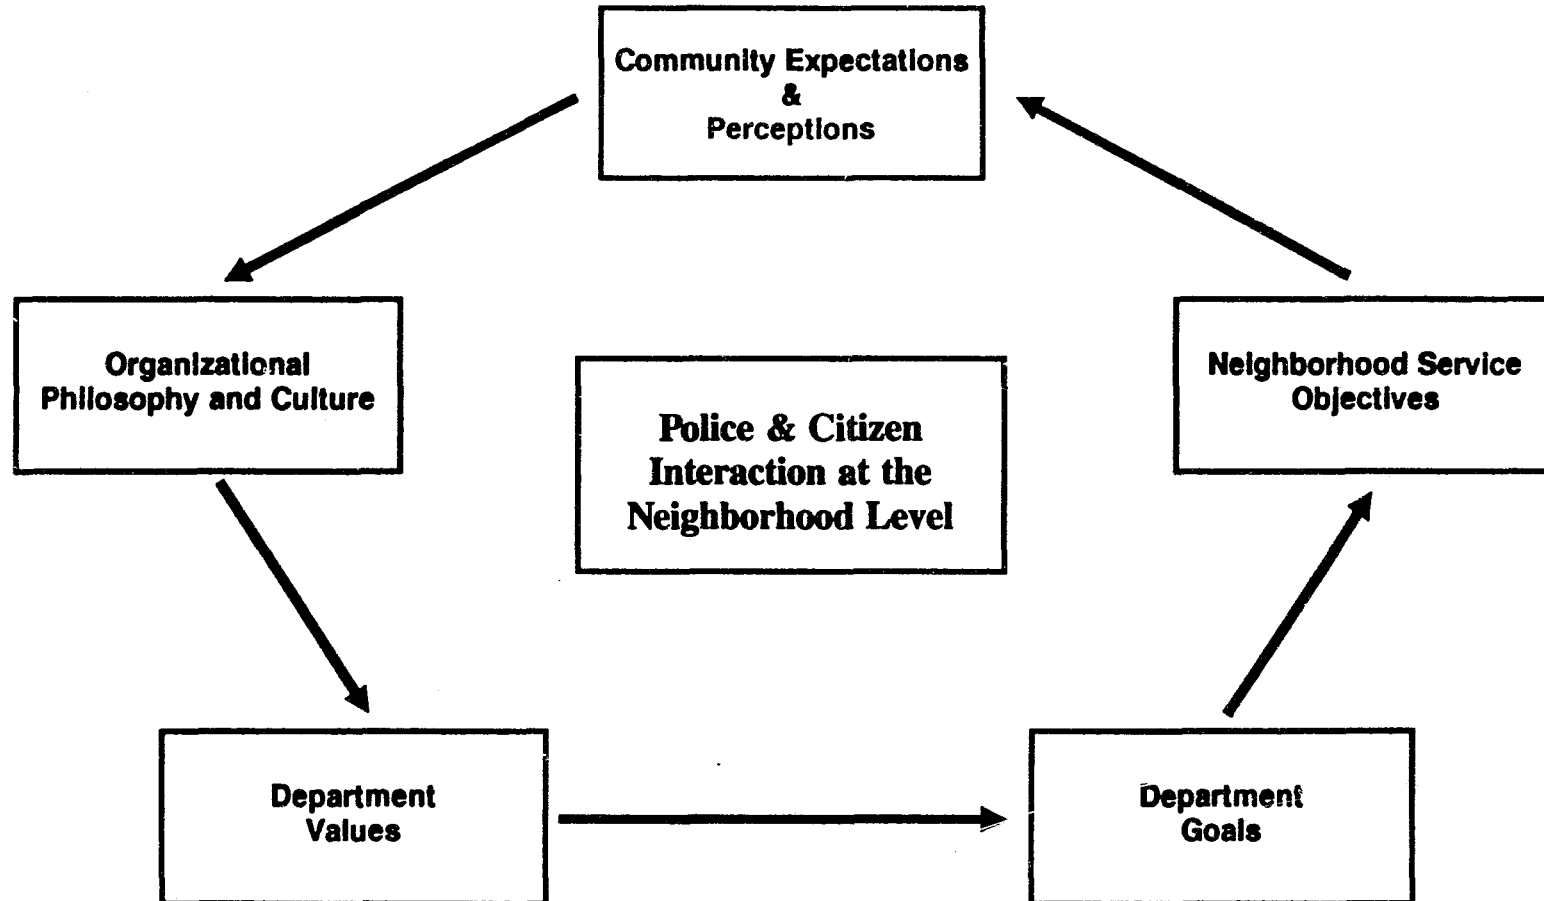 Community Expectations
&
Perceptions
Organizational
Philosophy and Culture
Neighborhood Service
Objectives
Police & Citizen
Interaction at the
Neighborhood Level
Department
Values
Department
Goals